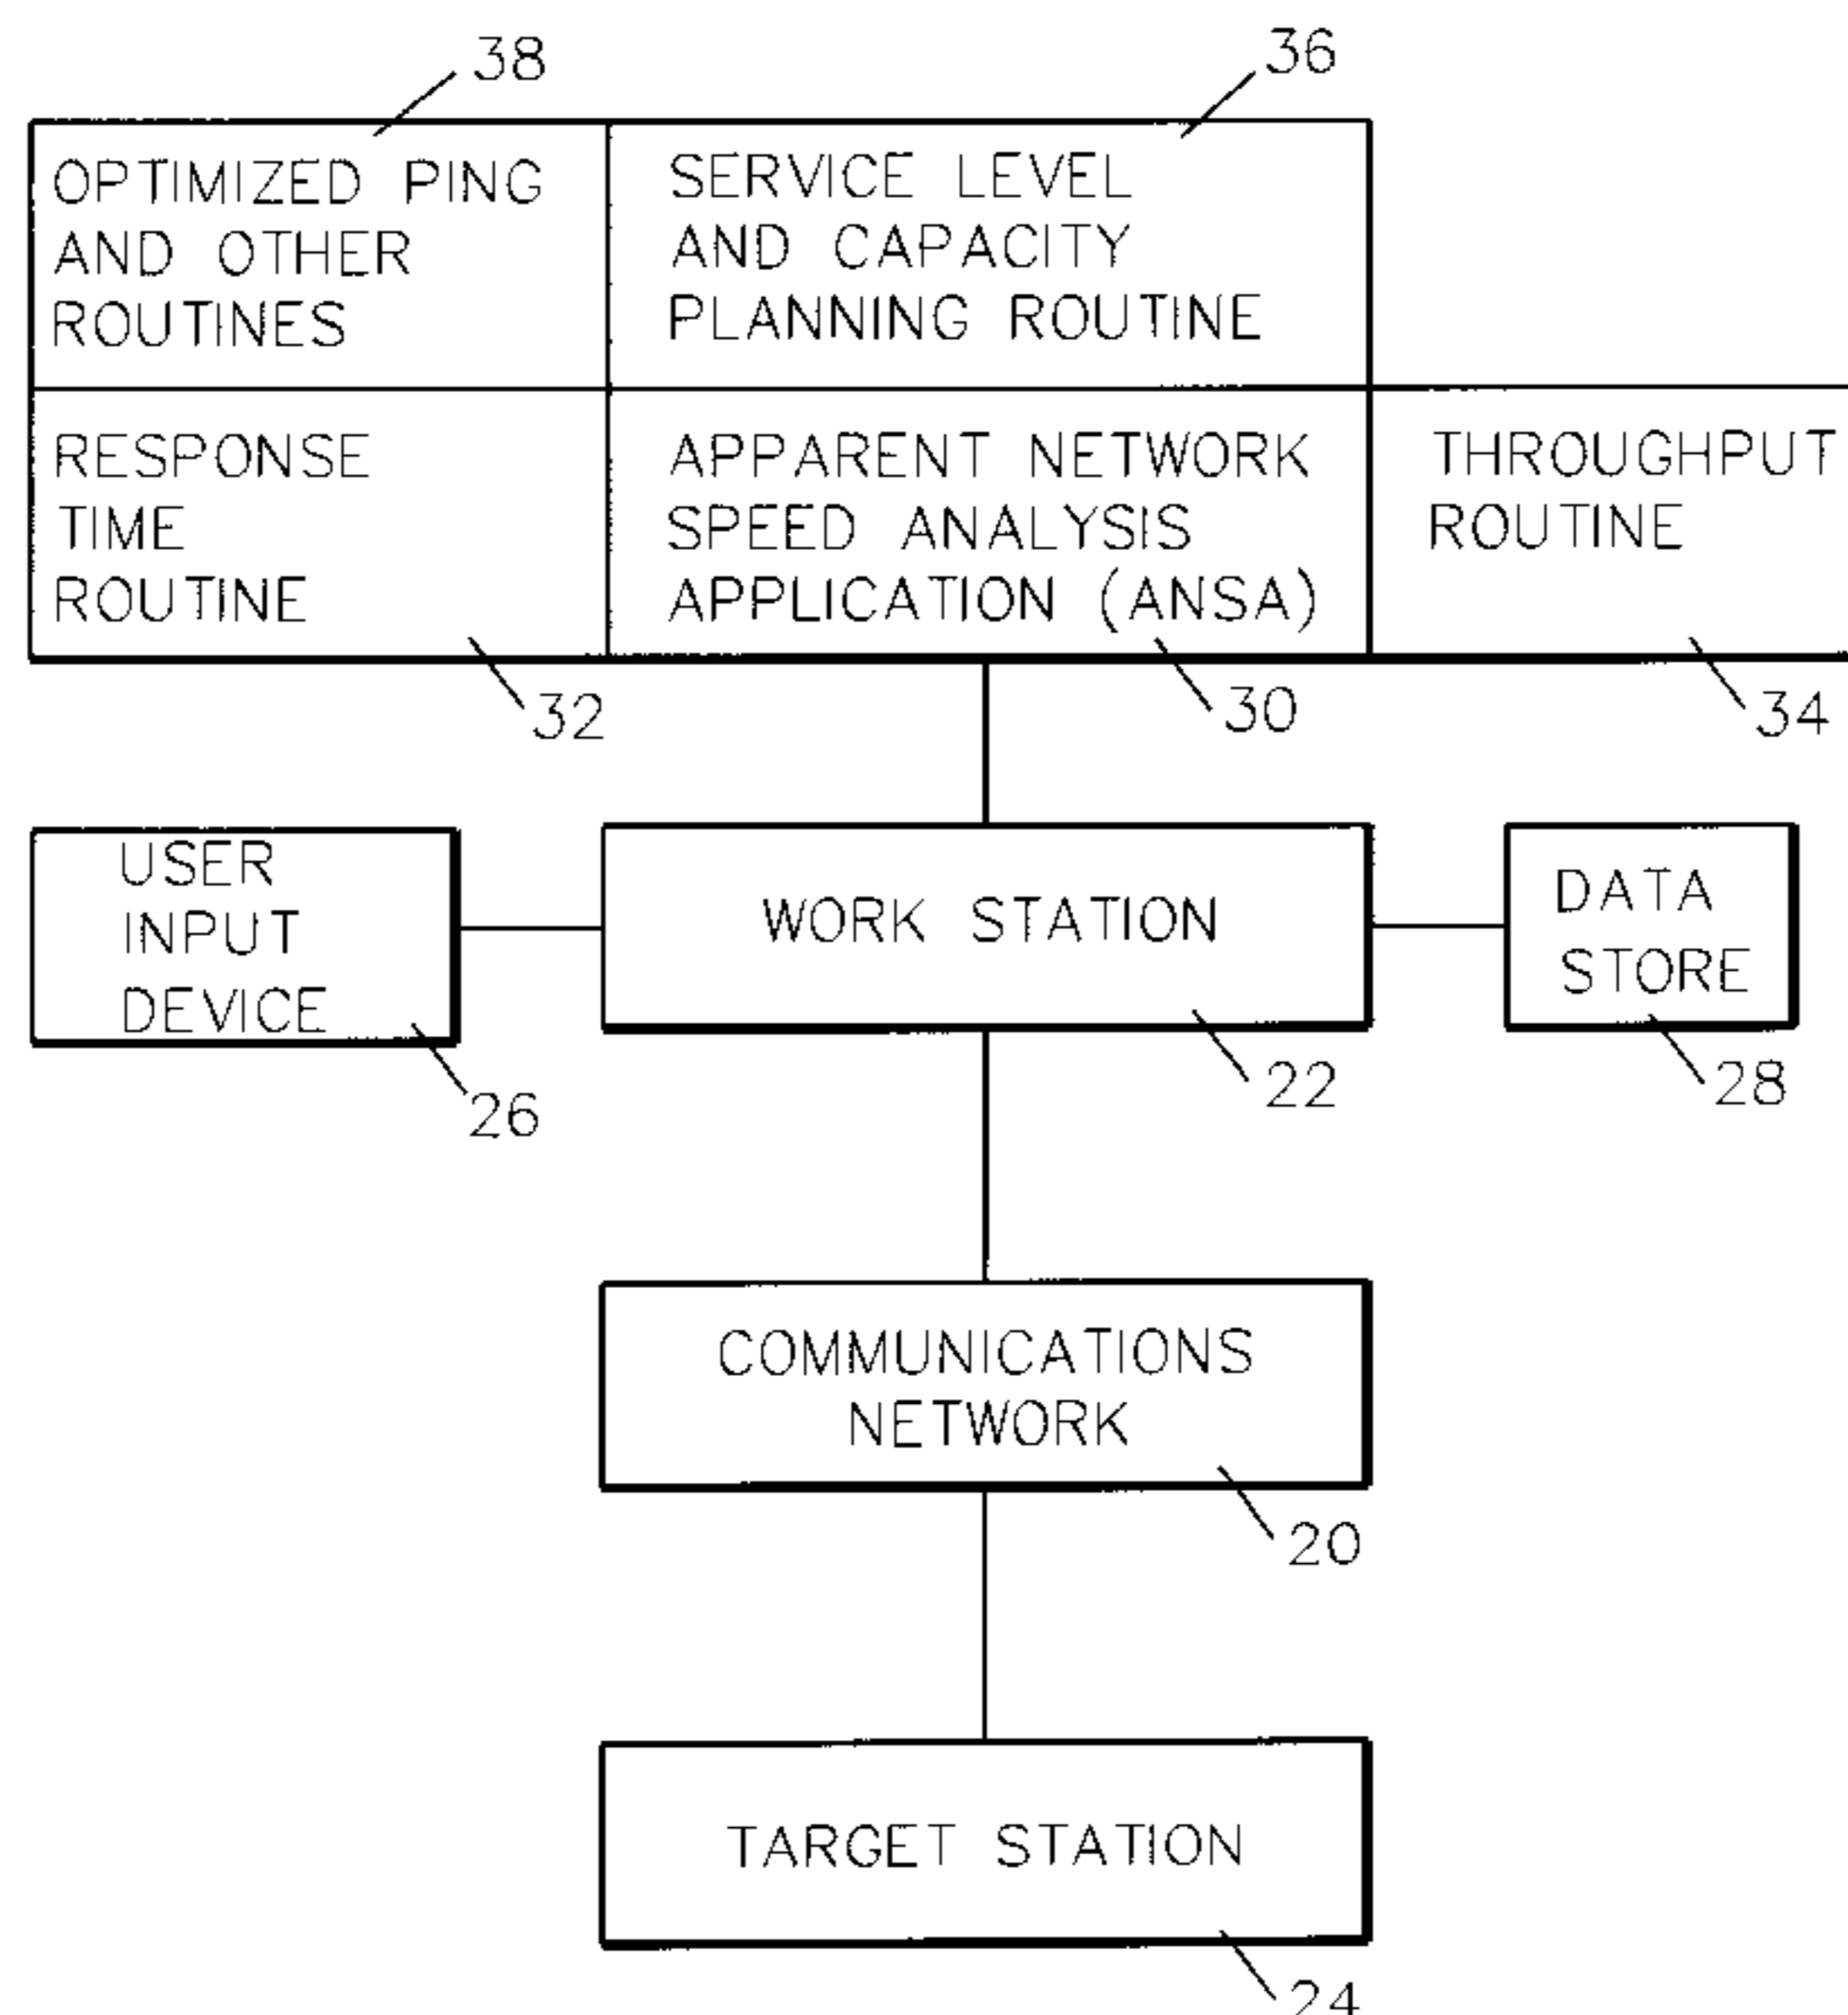 38
36
OPTIMIZED PING
AND OTHER
ROUTINES
SERVICE LEVEL
AND CAPACITY
PLANNING ROUTINE
RESPONSE
TIME
ROUTINE
APPARENT NETWORK
SPEED ANALYSIS
APPLICATION (ANSA)
THROUGHPUT
ROUTINE
32
30
34
USER
INPUT
DEVICE
WORK STATION
DATA
STORE
26
22
28
COMMUNICATIONS
NETWORK
20
TARGET STATION
24